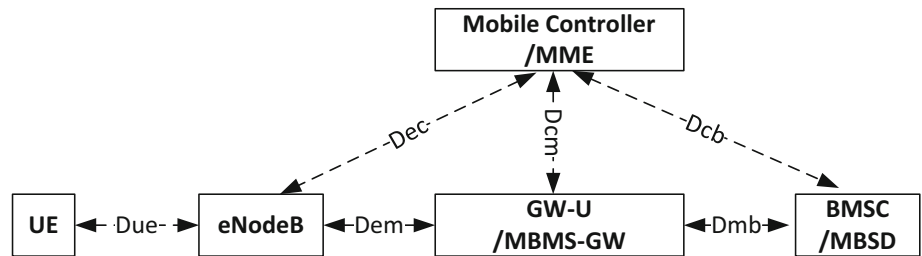 Mobile Controller
/MME
Dec
Dcm
Dcb
UE
Due
eNodeB
Dem
GW-U
/MBMS-GW
Dmb
BMSC
/MBSD